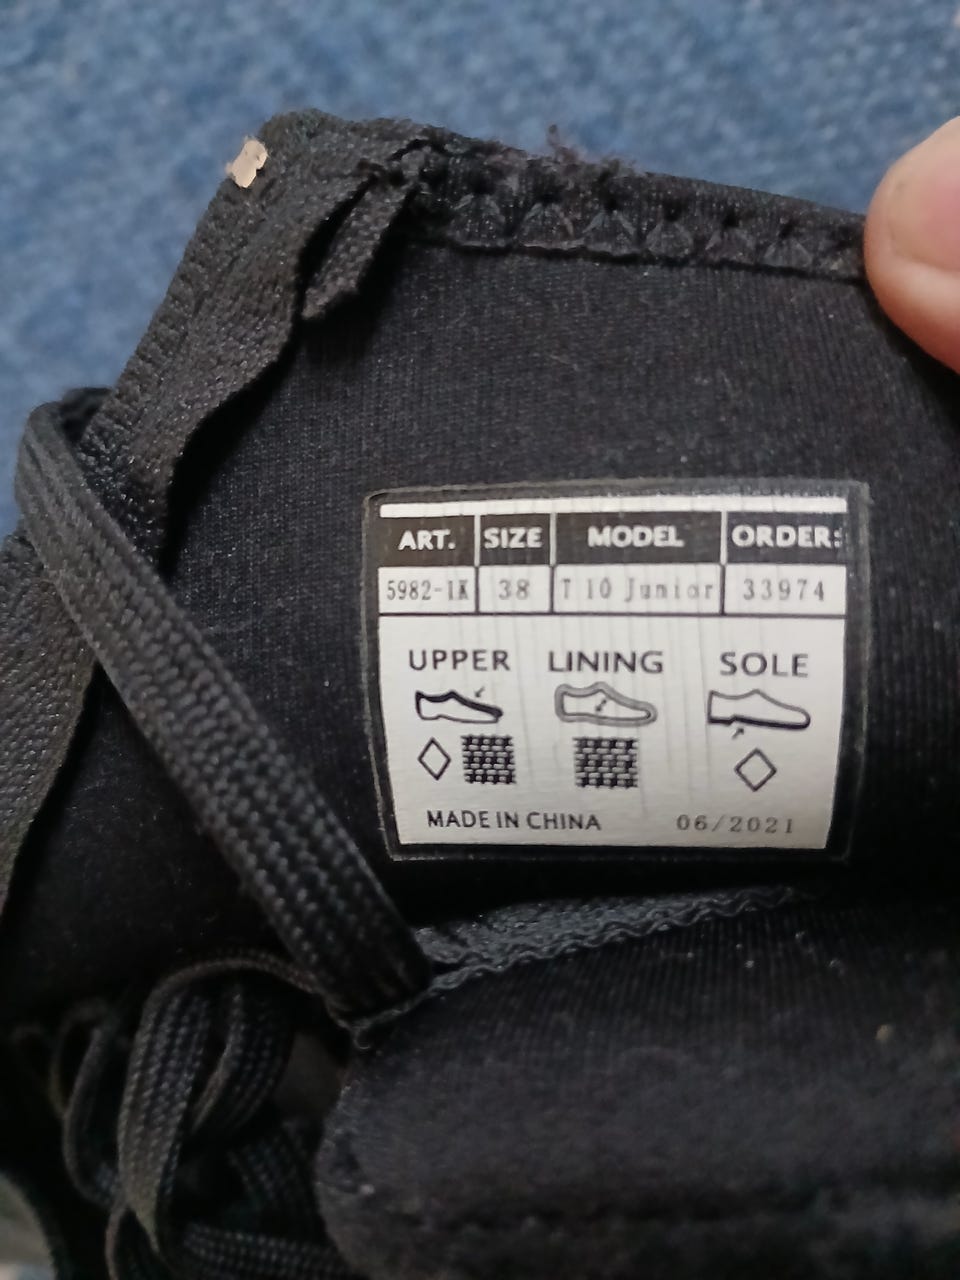 ART. SIZE MODEL ORDER:
5982-1K 38 T 10 Junior 33974
UPPER LINING SOLE
MADE IN CHINA 06/2021